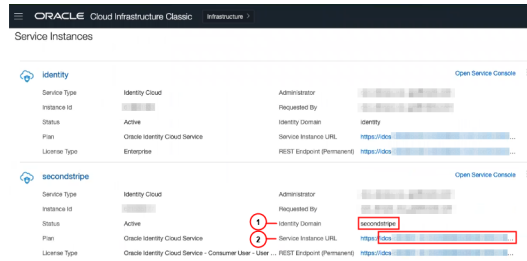 ORACLE Cloud Infrastructure Classic Infrastructure >
Service Instances
identity Open Service Console
Service Type Identity Cloud Administrator
Instance Id Requested By
Status Active Identity Domain identity
Plan Oracle Identity Cloud Service Service Instance URL https://idcs ...
License Type Enterprise REST Endpoint (Permanent) https://idcs ...
secondstripe Open Service Console
Service Type Identity Cloud Administrator
Instance Id Requested By
Status Active 1 Identity Domain secondstripe
Plan Oracle Identity Cloud Service 2 Service Instance URL https://idcs ...
License Type Oracle Identity Cloud Service - Consumer User - User ... REST Endpoint (Permanent) https://idcs ...